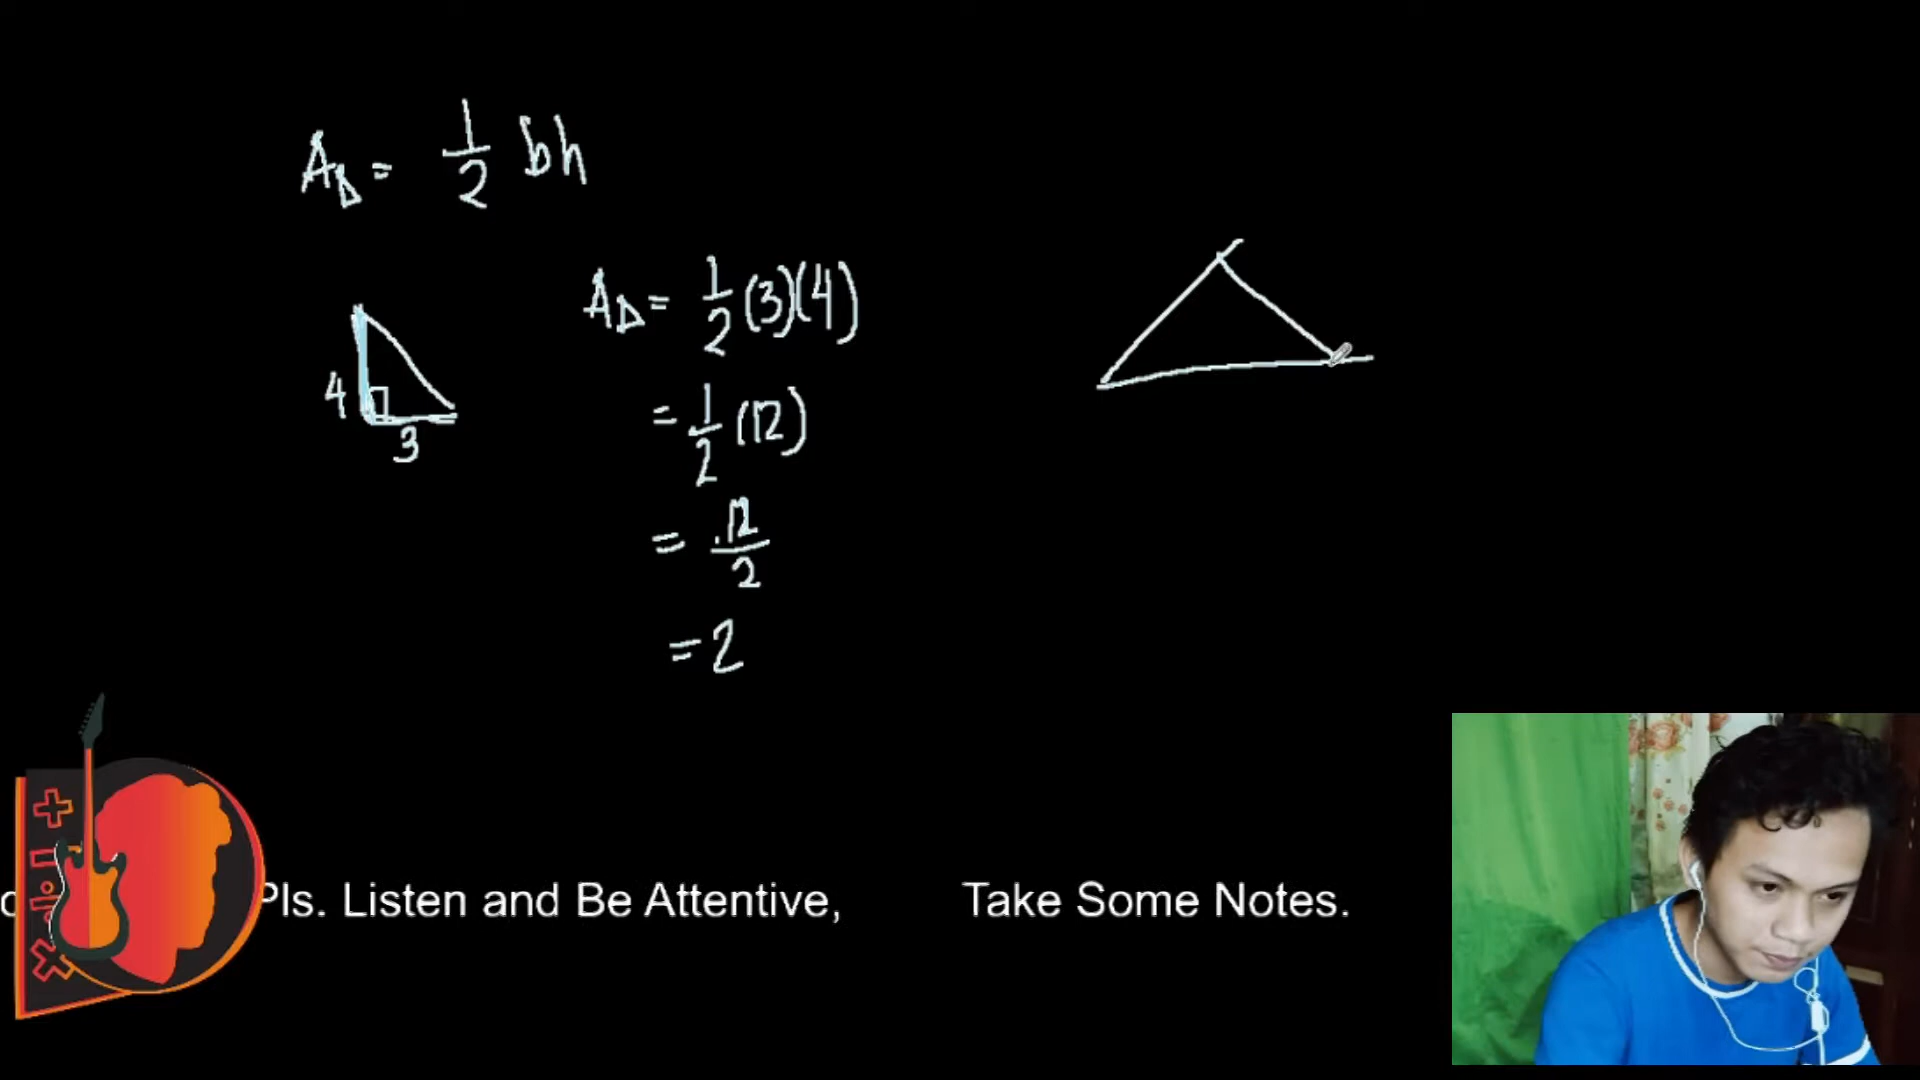 A△ = 1/2 bh
A△ = 1/2 (3)(4)
4
3
= 1/2 (12)
= 12/2
= 2
Pls. Listen and Be Attentive, Take Some Notes.